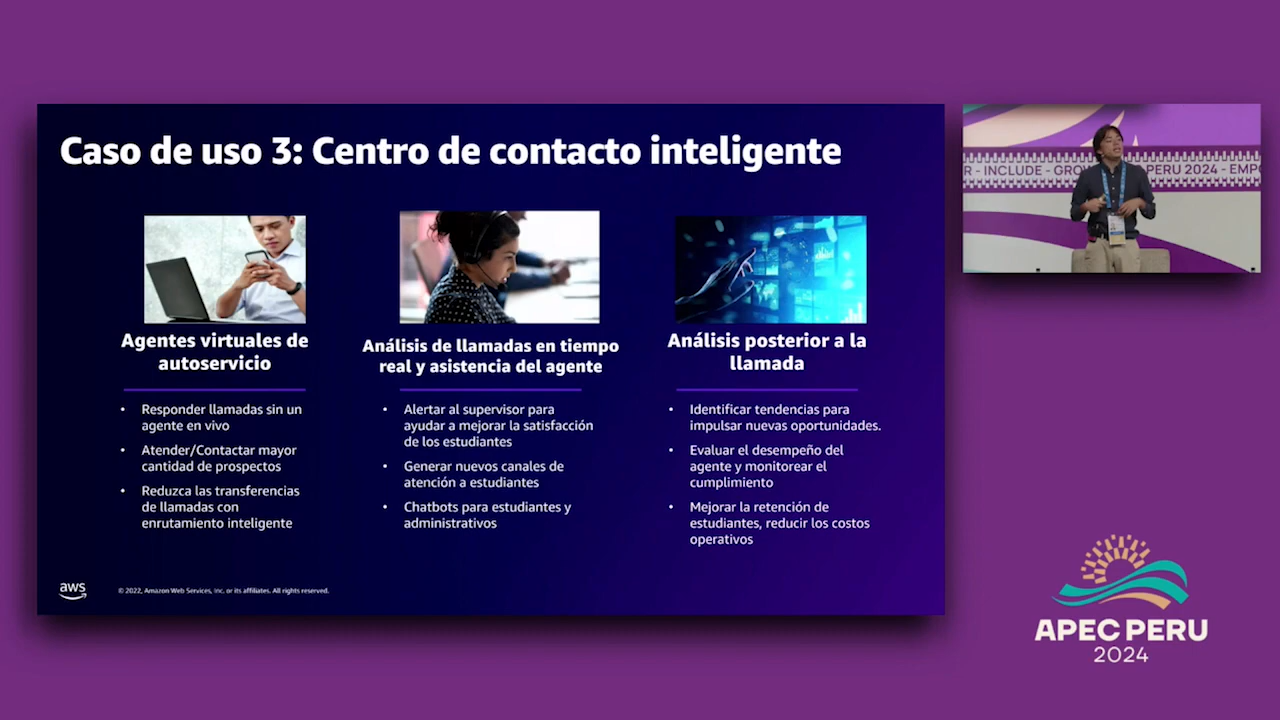 Caso de uso 3: Centro de contacto inteligente
Agentes virtuales de
autoservicio
• Responder llamadas sin un
agente en vivo
• Atender/Contactar mayor
cantidad de prospectos
• Reduzca las transferencias
de llamadas con
enrutamiento inteligente
Análisis de llamadas en tiempo
real y asistencia del agente
• Alertar al supervisor para
ayudar a mejorar la satisfacción
de los estudiantes
• Generar nuevos canales de
atención a estudiantes
• Chatbots para estudiantes y
administrativos
Análisis posterior a la
llamada
• Identificar tendencias para
impulsar nuevas oportunidades.
• Evaluar el desempeño del
agente y monitorear el
cumplimiento
• Mejorar la retención de
estudiantes, reducir los costos
operativos
aws
© 2022, Amazon Web Services, Inc. or its affiliates. All rights reserved.
R - INCLUDE - GROW PERU 2024 - EMPO
APEC PERU
2024